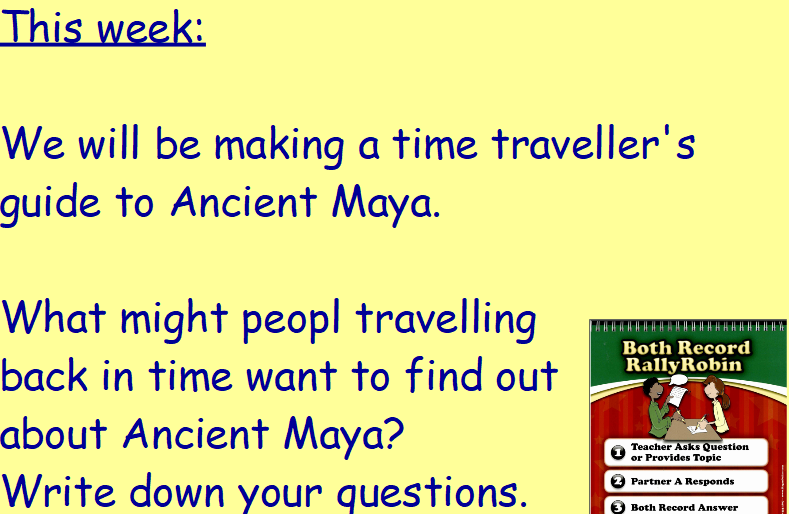 This week:
We will be making a time traveller's
guide to Ancient Maya.
What might peopl travelling
back in time want to find out
about Ancient Maya?
Write down your questions.
Both Record
RallyRobin
1 Teacher Asks Question
or Provides Topic
2 Partner A Responds
3 Both Record Answer